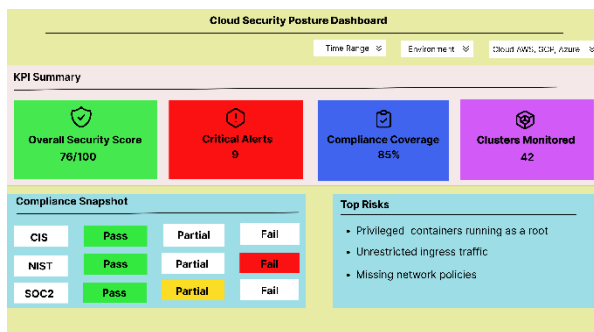 Cloud Security Posture Dashboard
Time Range
Environment
Cloud AWS, GCP, Azure
KPI Summary
Overall Security Score
76/100
Critical Alerts
9
Compliance Coverage
85%
Clusters Monitored
42
Compliance Snapshot
CIS Pass Partial Fail
NIST Pass Partial Fail
SOC2 Pass Partial Fail
Top Risks
• Privileged containers running as a root
• Unrestricted ingress traffic
• Missing network policies